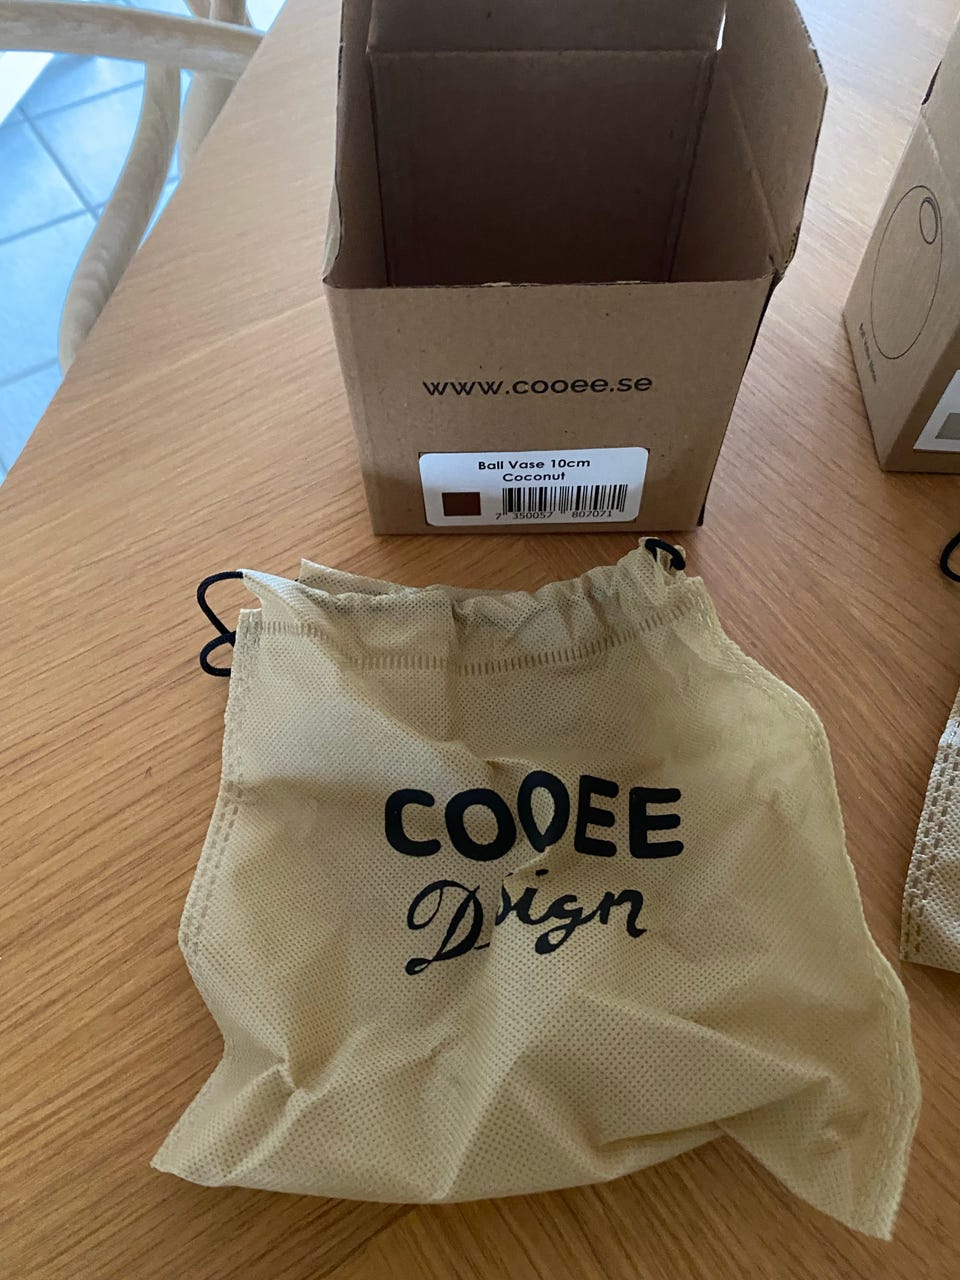 www.cooee.se
Ball Vase 10cm
Coconut
7 350057 807071
COOEE
Design